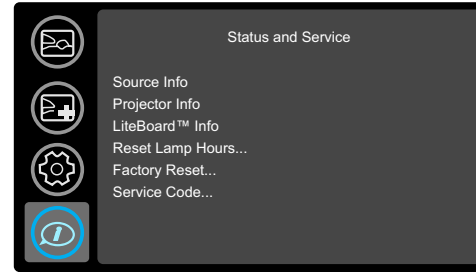 Status and Service
Source Info
Projector Info
LiteBoard™ Info
Reset Lamp Hours...
Factory Reset...
Service Code...